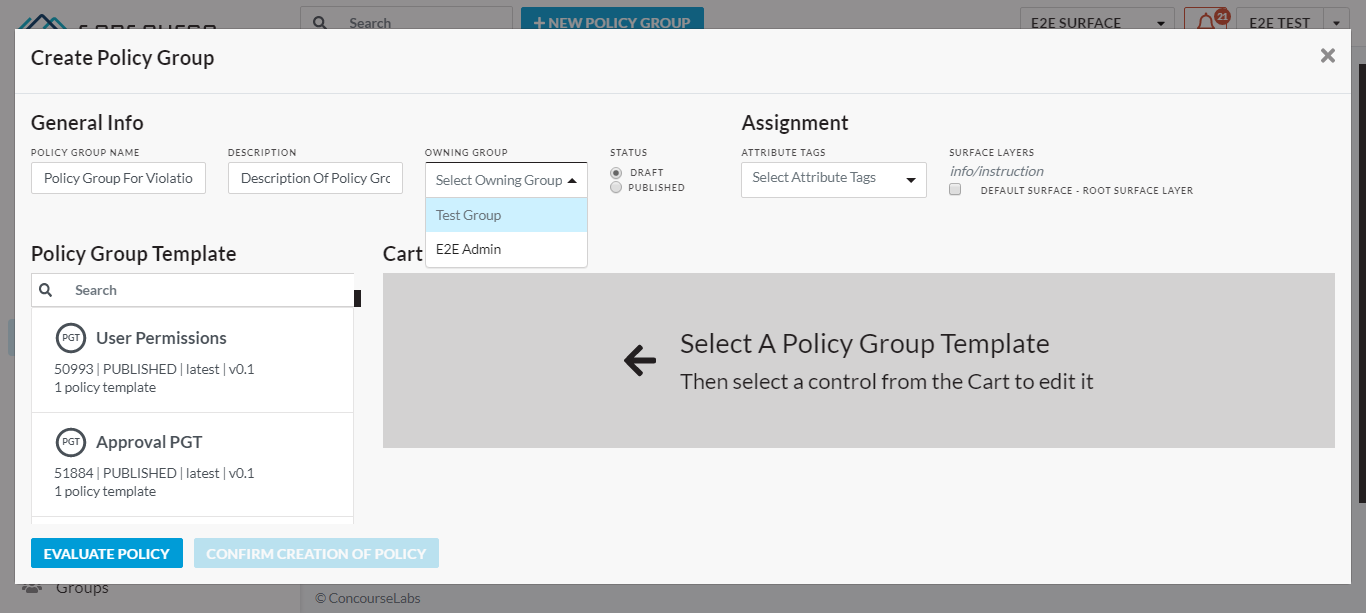 Search
+ NEW POLICY GROUP
E2E SURFACE
21
E2E TEST
Create Policy Group
General Info
Assignment
POLICY GROUP NAME
DESCRIPTION
OWNING GROUP
STATUS
ATTRIBUTE TAGS
SURFACE LAYERS
Policy Group For Violatio
Description Of Policy Grc
Select Owning Group
DRAFT
PUBLISHED
Select Attribute Tags
info/instruction
DEFAULT SURFACE - ROOT SURFACE LAYER
Test Group
E2E Admin
Policy Group Template
Cart
Search
PGT User Permissions
50993 | PUBLISHED | latest | v0.1
1 policy template
PGT Approval PGT
51884 | PUBLISHED | latest | v0.1
1 policy template
Select A Policy Group Template
Then select a control from the Cart to edit it
EVALUATE POLICY
CONFIRM CREATION OF POLICY
Groups
© ConcourseLabs